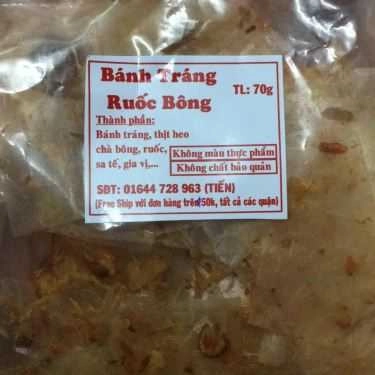 Bánh Tráng
Ruốc Bông
TL: 70g
Thành phần:
Bánh tráng, thịt heo
chà bông, ruốc,
sa tế, gia vị,...
Không màu thực phẩm
Không chất bảo quản
SĐT: 01644 728 963 (TIẾN)
(Free Ship với đơn hàng trên 50k, tất cả các quận)